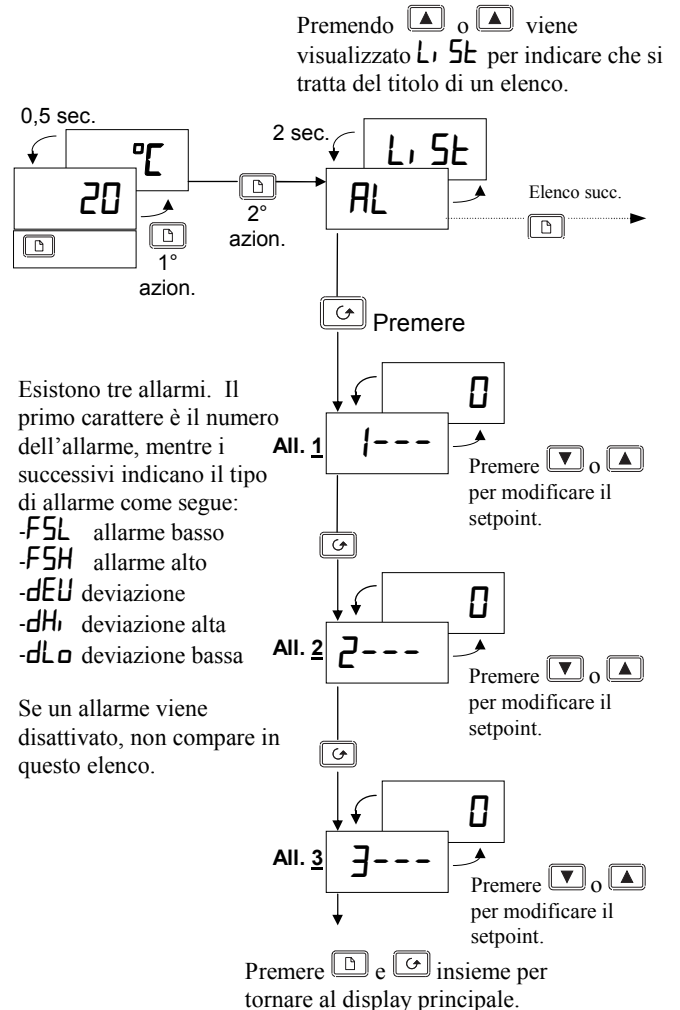 Premendo ▲ o ▲ viene
visualizzato LiSt per indicare che si
tratta del titolo di un elenco.
0,5 sec.
°C
20
1°
azion.
2°
azion.
2 sec.
LiSt
AL
Elenco succ.
Premere
Esistono tre allarmi. Il
primo carattere è il numero
dell’allarme, mentre i
successivi indicano il tipo
di allarme come segue:
-FSL allarme basso
-FSH allarme alto
-dEU deviazione
-dHi deviazione alta
-dLo deviazione bassa
Se un allarme viene
disattivato, non compare in
questo elenco.
All. 1
0
1---
Premere ▼ o ▲
per modificare il
setpoint.
All. 2
0
2---
Premere ▼ o ▲
per modificare il
setpoint.
All. 3
0
3---
Premere ▼ o ▲
per modificare il
setpoint.
Premere e insieme per
tornare al display principale.